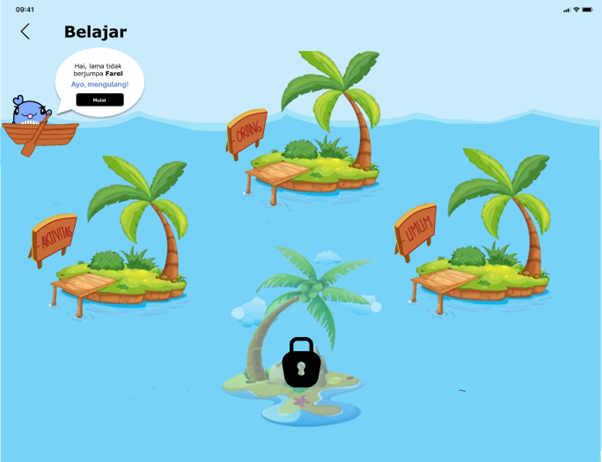 09:41
Belajar
Hai, lama tidak
berjumpa Farel
Ayo, mengulang!
Mulai
ORANG
AKTIVITAS
UMUM